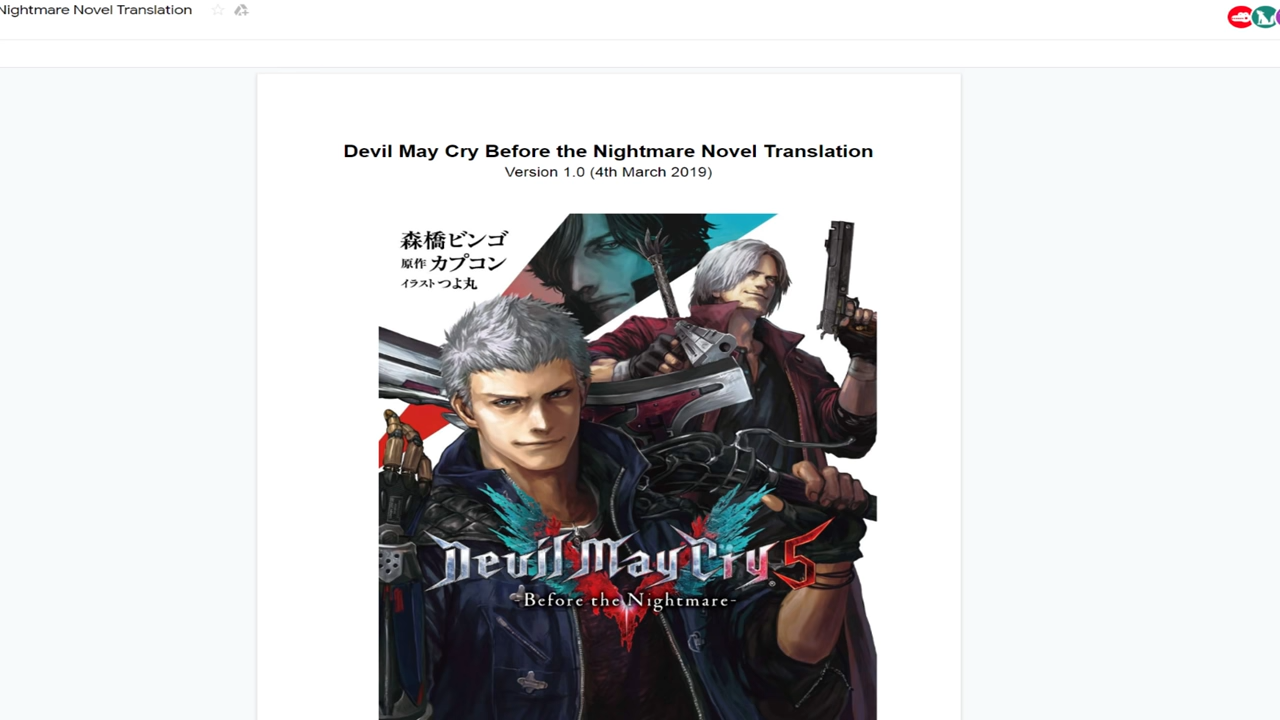 Nightmare Novel Translation
Devil May Cry Before the Nightmare Novel Translation
Version 1.0 (4th March 2019)
森橋ビンゴ
原作 カプコン
イラスト つよ丸
Devil May Cry 5
-Before the Nightmare-